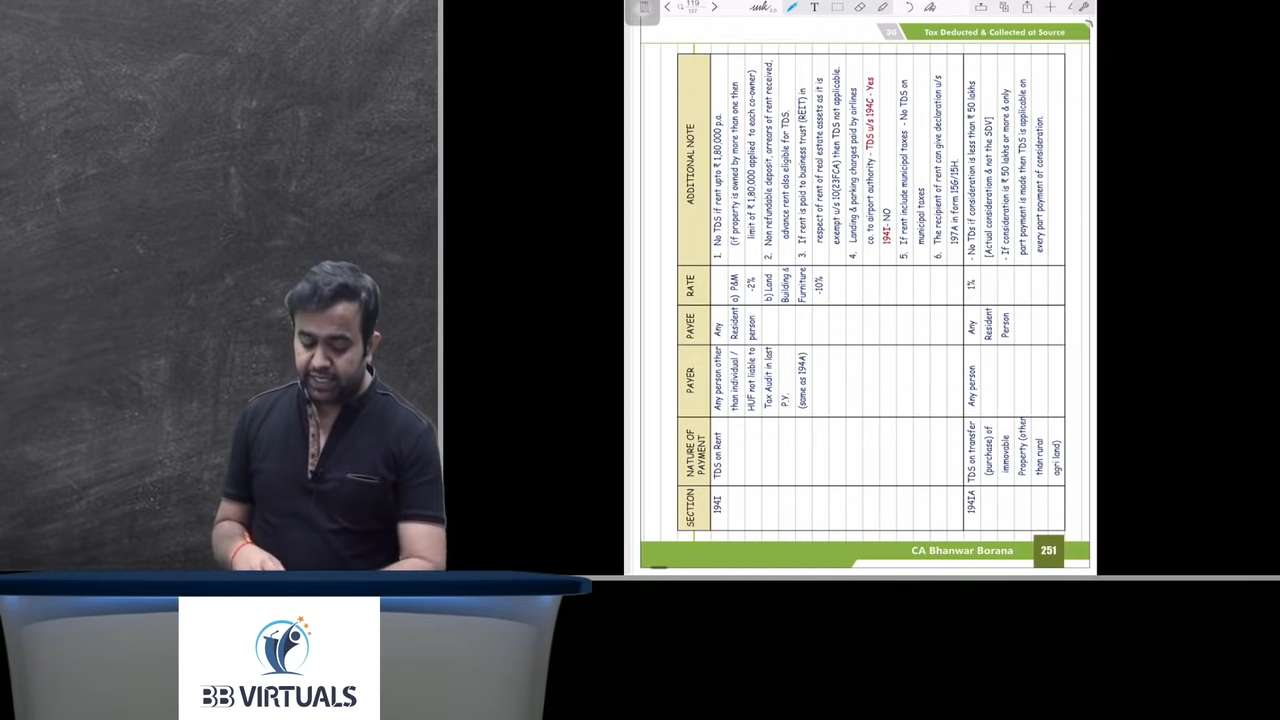 119
127
T
30
Tax Deducted & Collected at Source
SECTION
NATURE OF
PAYMENT
PAYER
PAYEE
RATE
ADDITIONAL NOTE
194I
TDS on Rent
Any person other
than individual /
HUF not liable to
Tax Audit in last
P.Y.
(same as 194A)
Any
Resident
person
a) P&M
-2%
b) Land
Building &
Furniture
-10%
1. No TDS if rent upto ₹ 1,80,000 p.a.
(if property is owned by more than one then
limit of ₹ 1,80,000 applied to each co-owner)
2. Non refundable deposit, arrears of rent received,
advance rent also eligible for TDS.
3. If rent is paid to business trust (REIT) in
respect of rent of real estate assets as it is
exempt u/s 10(23FCA) then TDS not applicable.
4. Landing & parking charges paid by airlines
co. to airport authority - TDS u/s 194C - Yes
194I- NO
5. If rent include municipal taxes - No TDS on
municipal taxes
6. The recipient of rent can give declaration u/s
197A in form 15G/15H.
194IA
TDS on transfer
(purchase) of
immovable
Property (other
than rural
agri land)
Any person
Any
Resident
Person
1%
- No TDs if consideration is less than ₹ 50 lakhs
[Actual consideration & not the SDV]
- If consideration is ₹ 50 lakhs or more & only
part payment is made then TDS is applicable on
every part payment of consideration.
CA Bhanwar Borana
251
BB VIRTUALS